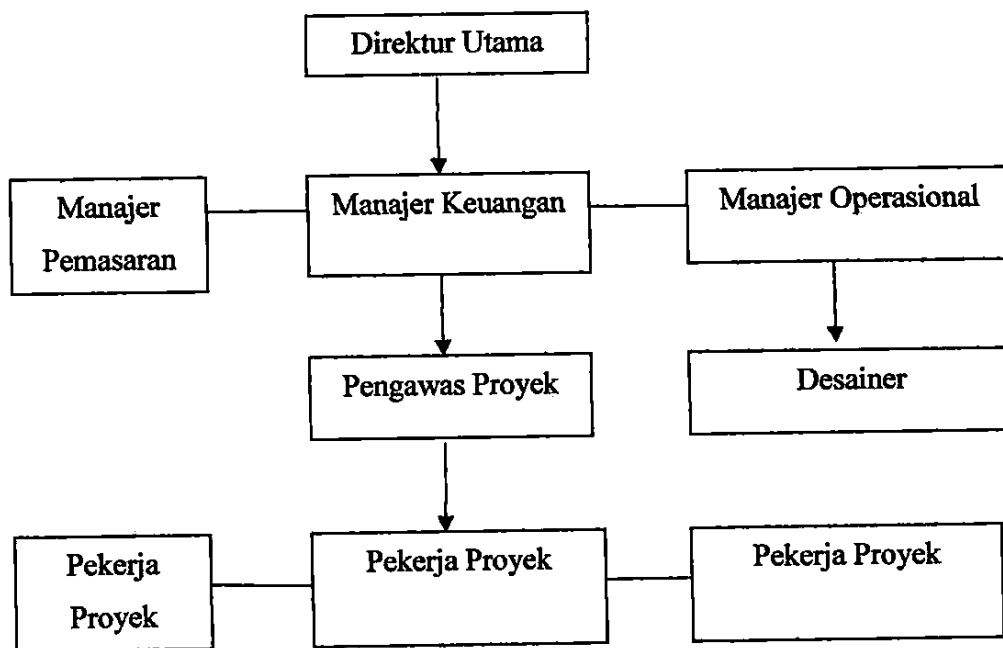 Direktur Utama
Manajer
Pemasaran
Manajer Keuangan
Manajer Operasional
Pengawas Proyek
Desainer
Pekerja
Proyek
Pekerja Proyek
Pekerja Proyek